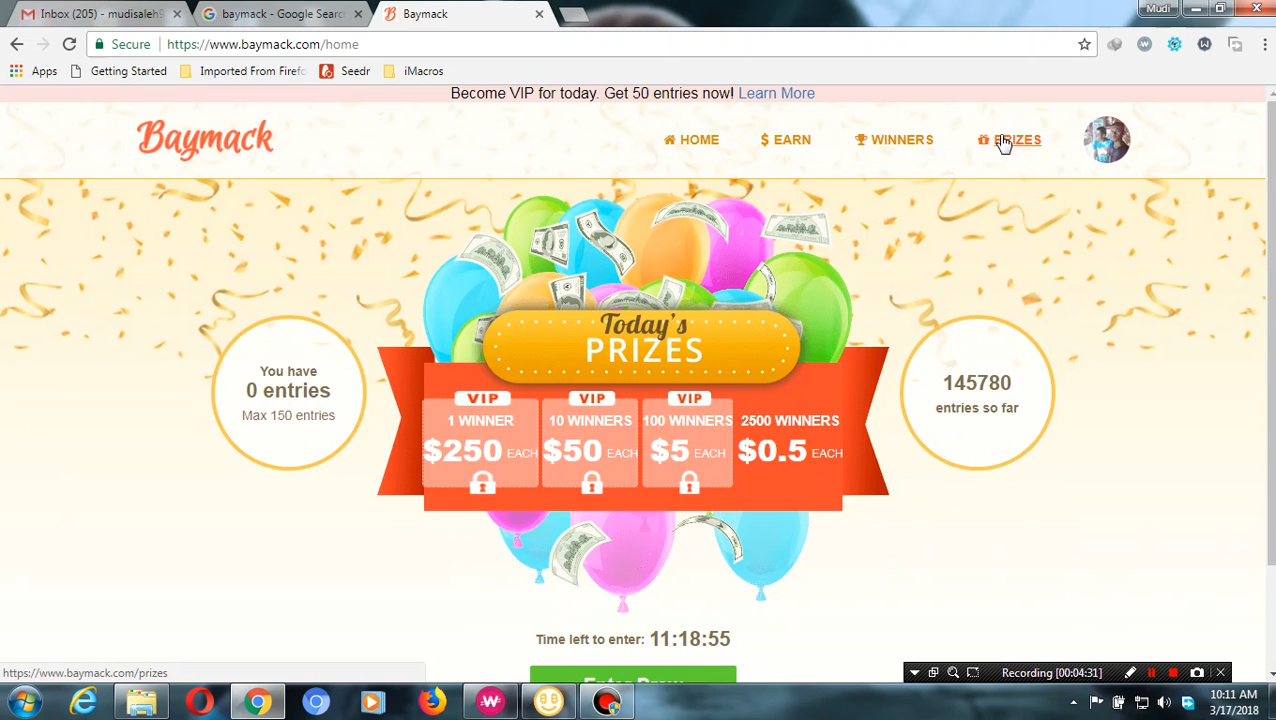 Inbox (205) - mudisaleh9
baymack - Google Search
Baymack
Mudi
Secure
https://www.baymack.com/home
Apps
Getting Started
Imported From Firefo
Seedr
iMacros
Become VIP for today. Get 50 entries now! Learn More
Baymack
HOME
$ EARN
WINNERS
PRIZES
Today's
PRIZES
You have
0 entries
Max 150 entries
145780
entries so far
VIP
1 WINNER
$250 EACH
VIP
10 WINNERS
$50 EACH
VIP
100 WINNERS
$5 EACH
2500 WINNERS
$0.5 EACH
Time left to enter: 11:18:55
Enter Draw
https://www.baymack.com/prizes
Recording [00:04:31]
10:11 AM
3/17/2018